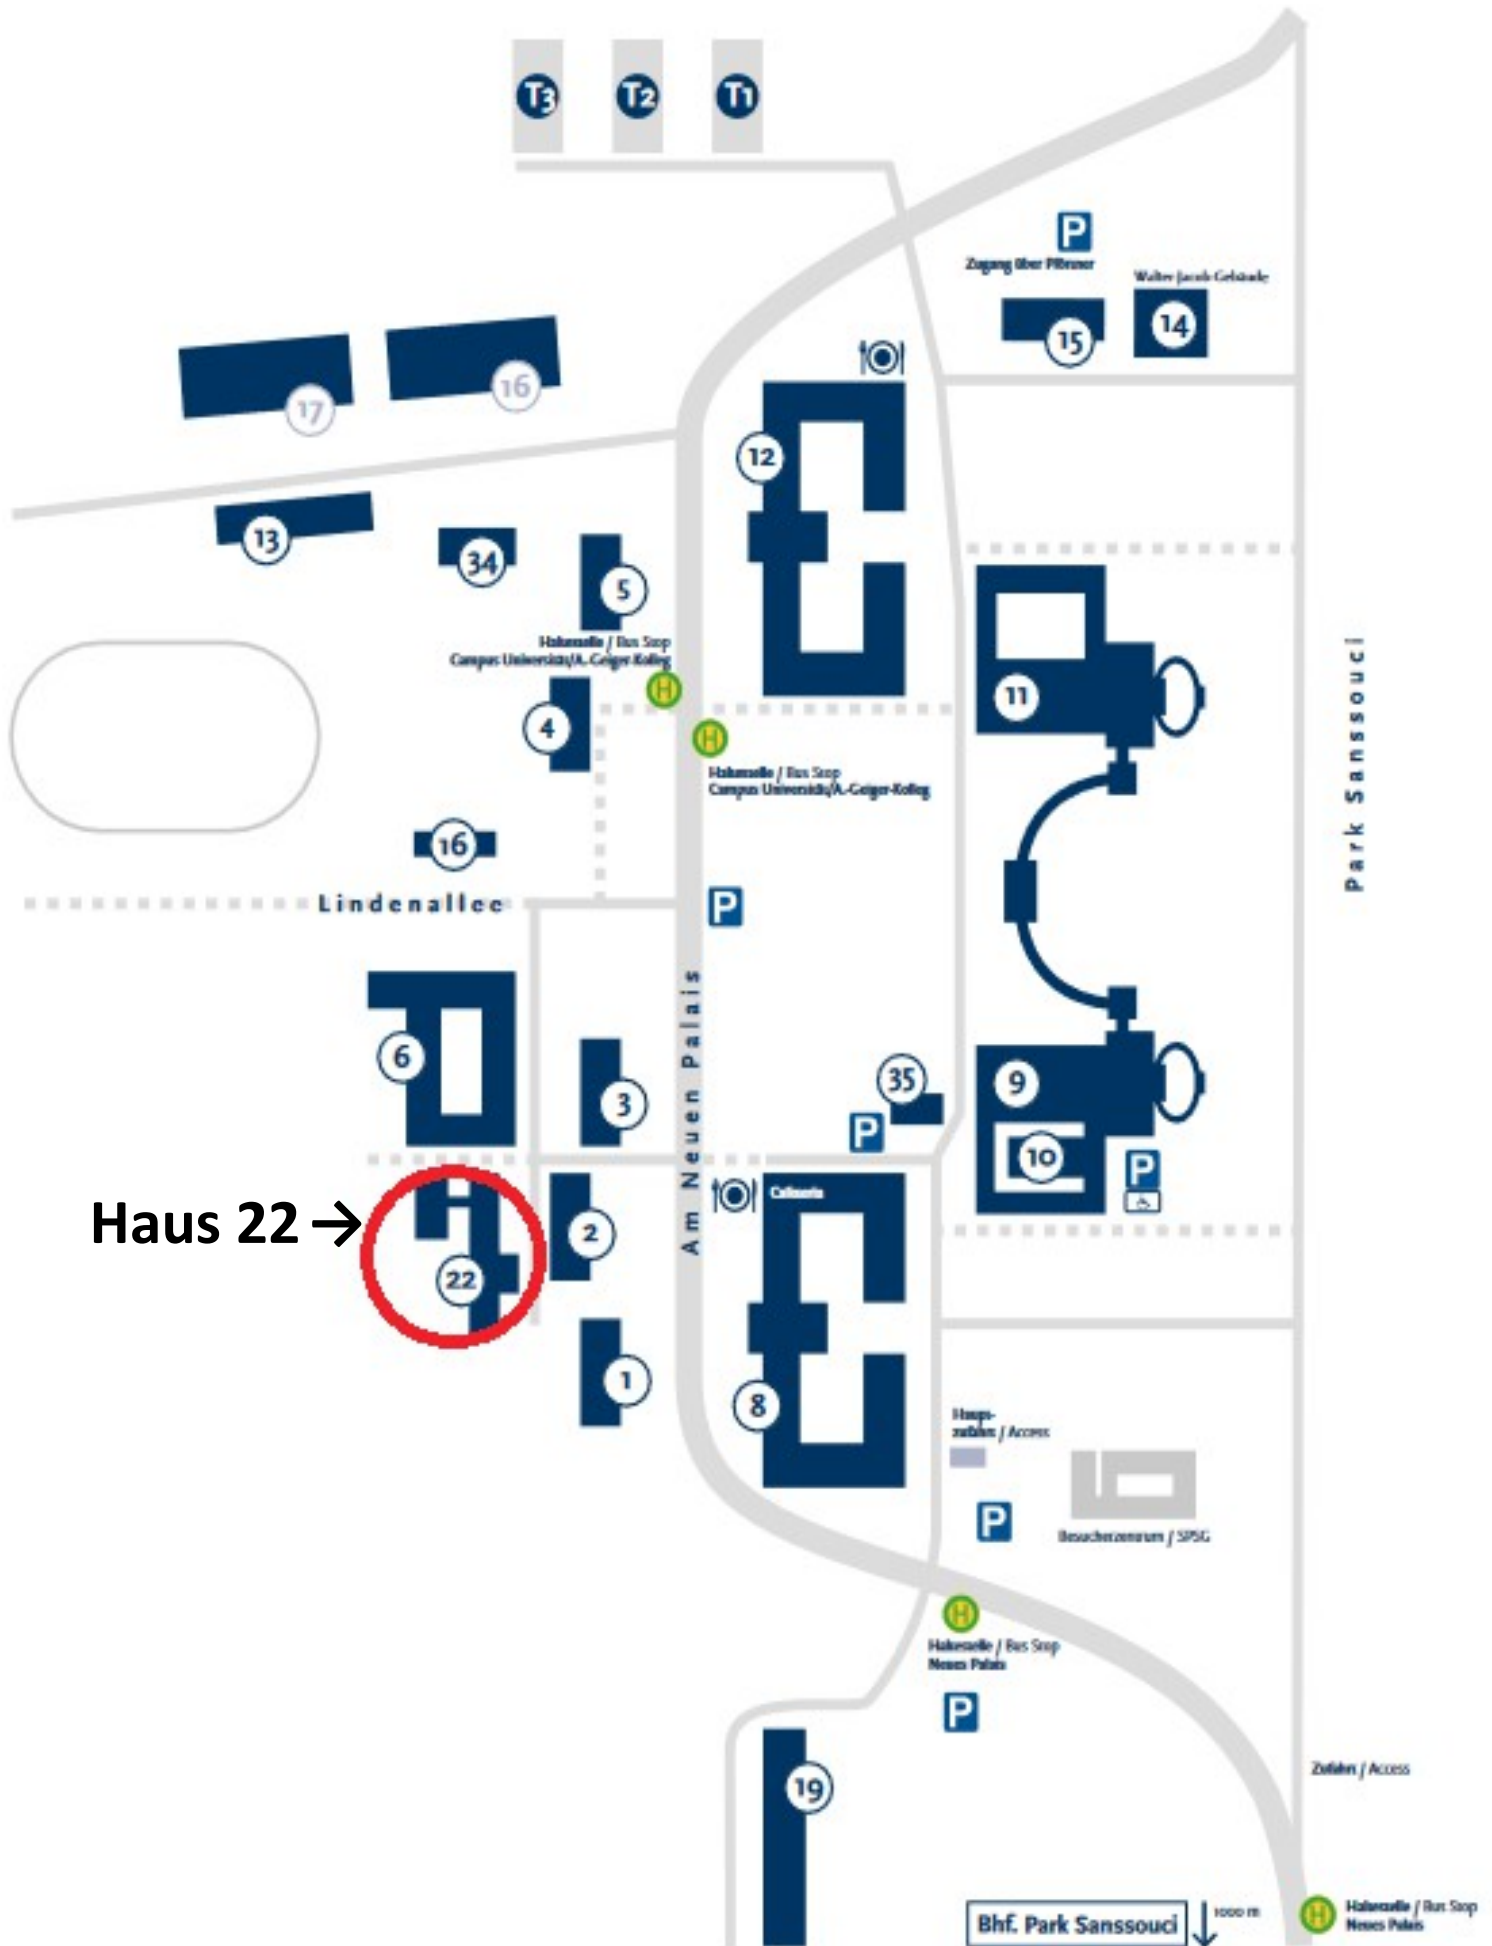 T3
T2
T1
P
Zugang über Pförtner
Walter Jacob Gebäude
15
14
17
16
12
13
34
5
Haltestelle / Bus Stop
Campus Universität/A.-Geiger-Kolleg
H
11
4
H
Haltestelle / Bus Stop
Campus Universität/A.-Geiger-Kolleg
Park Sanssouci
16
Lindenallee
P
Am Neuen Palais
6
3
35
P
9
10
P
Haus 22 →
22
2
Cafeteria
1
8
Haupt-
zufahrt / Access
P
Besucherzentrum / SPSG
H
Haltestelle / Bus Stop
Neues Palais
P
19
Zufahrt / Access
Bhf. Park Sanssouci
1000 m
H
Haltestelle / Bus Stop
Neues Palais